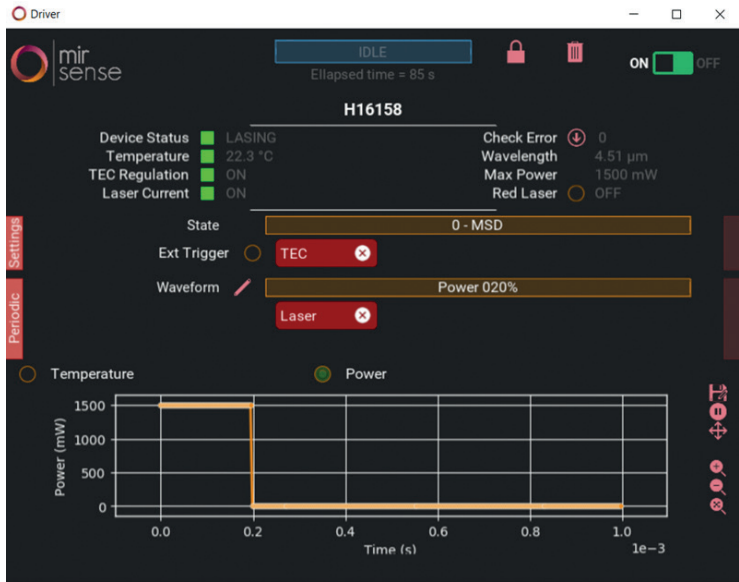 Driver
mir
sense
IDLE
Ellapsed time = 85 s
ON
OFF
H16158
Device Status LASING
Check Error 0
Temperature 22.3 °C
Wavelength 4.51 µm
TEC Regulation ON
Max Power 1500 mW
Laser Current ON
Red Laser OFF
Settings
State 0 - MSD
Ext Trigger TEC
Periodic
Waveform Power 020%
Laser
Temperature
Power
Power (mW)
1500
1000
500
0
0.0 0.2 0.4 0.6 0.8 1.0
Time (s)
1e−3